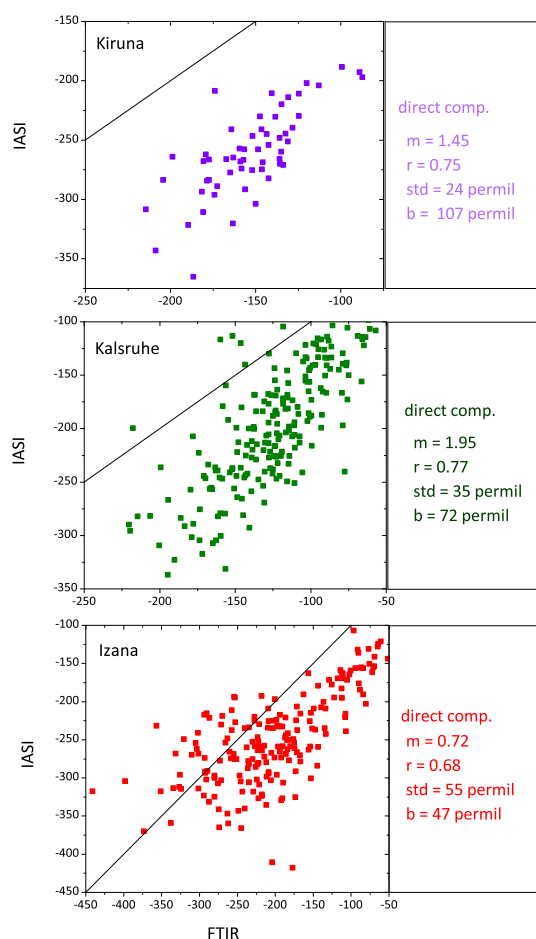 -150
-200
-250
-300
-350
IASI
Kiruna
-250
-200
-150
-100
direct comp.
m = 1.45
r = 0.75
std = 24 permil
b = 107 permil
-100
-150
-200
-250
-300
-350
IASI
Kalsruhe
-250
-200
-150
-100
-50
direct comp.
m = 1.95
r = 0.77
std = 35 permil
b = 72 permil
-100
-150
-200
-250
-300
-350
-400
-450
IASI
Izana
-450
-400
-350
-300
-250
-200
-150
-100
-50
FTIR
direct comp.
m = 0.72
r = 0.68
std = 55 permil
b = 47 permil